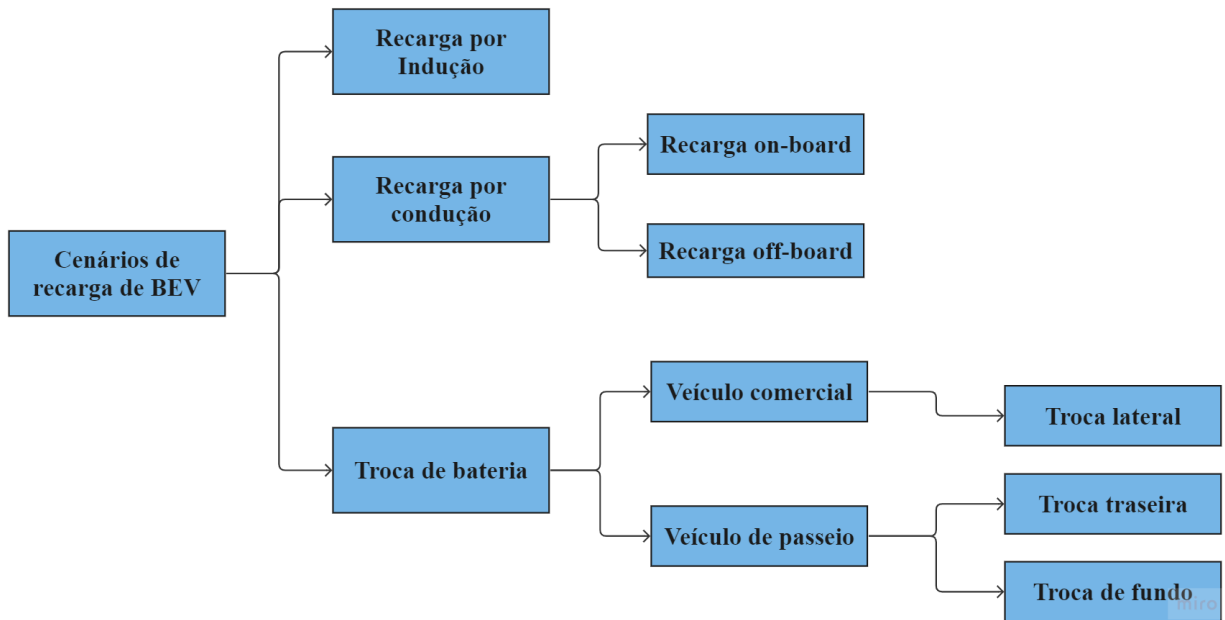 Recarga por
Indução
Recarga on-board
Recarga por
condução
Recarga off-board
Cenários de
recarga de BEV
Veículo comercial
Troca lateral
Troca de bateria
Troca traseira
Veículo de passeio
Troca de fundo
miro